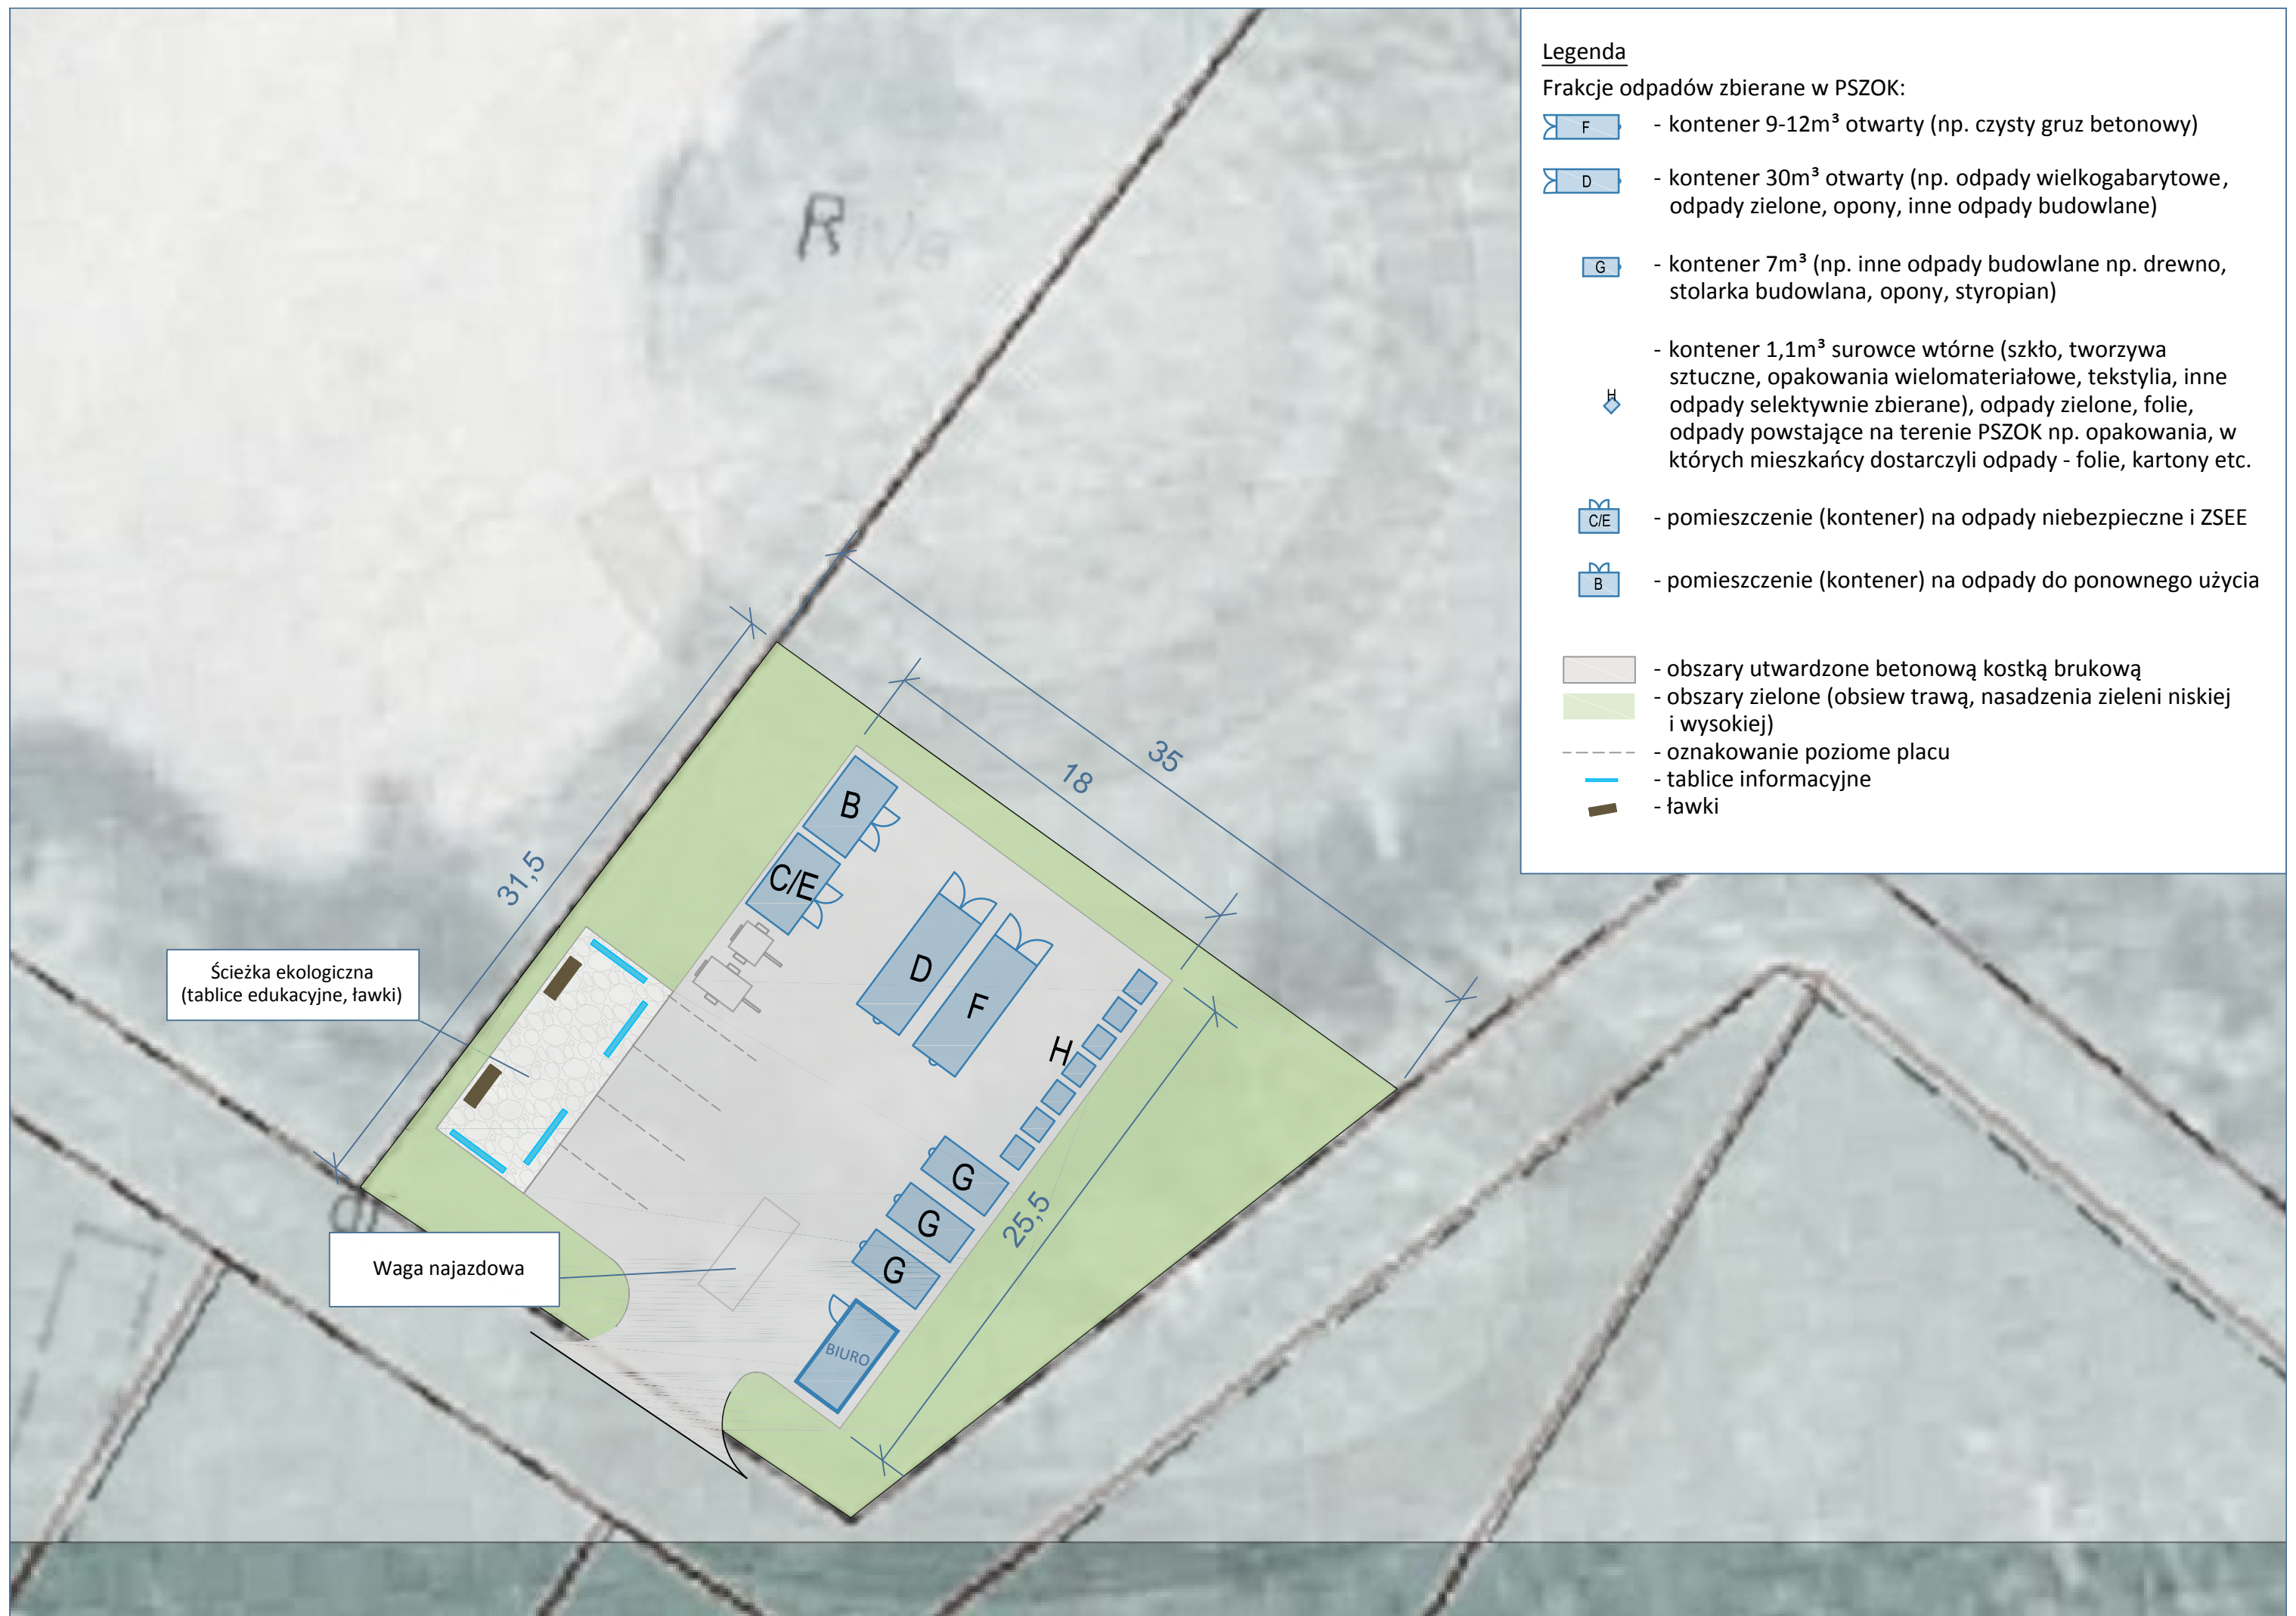 Legenda
Frakcje odpadów zbierane w PSZOK:
F - kontener 9-12m³ otwarty (np. czysty gruz betonowy)
D - kontener 30m³ otwarty (np. odpady wielkogabarytowe,
odpady zielone, opony, inne odpady budowlane)
G - kontener 7m³ (np. inne odpady budowlane np. drewno,
stolarka budowlana, opony, styropian)
- kontener 1,1m³ surowce wtórne (szkło, tworzywa
sztuczne, opakowania wielomateriałowe, tekstylia, inne
H odpady selektywnie zbierane), odpady zielone, folie,
odpady powstające na terenie PSZOK np. opakowania, w
których mieszkańcy dostarczyli odpady - folie, kartony etc.
C/E - pomieszczenie (kontener) na odpady niebezpieczne i ZSEE
B - pomieszczenie (kontener) na odpady do ponownego użycia
- obszary utwardzone betonową kostką brukową
- obszary zielone (obsiew trawą, nasadzenia zieleni niskiej
i wysokiej)
- oznakowanie poziome placu
- tablice informacyjne
- ławki
R
35
18
31,5
25,5
B
C/E
D
F
H
G
G
G
BIURO
Ścieżka ekologiczna
(tablice edukacyjne, ławki)
Waga najazdowa